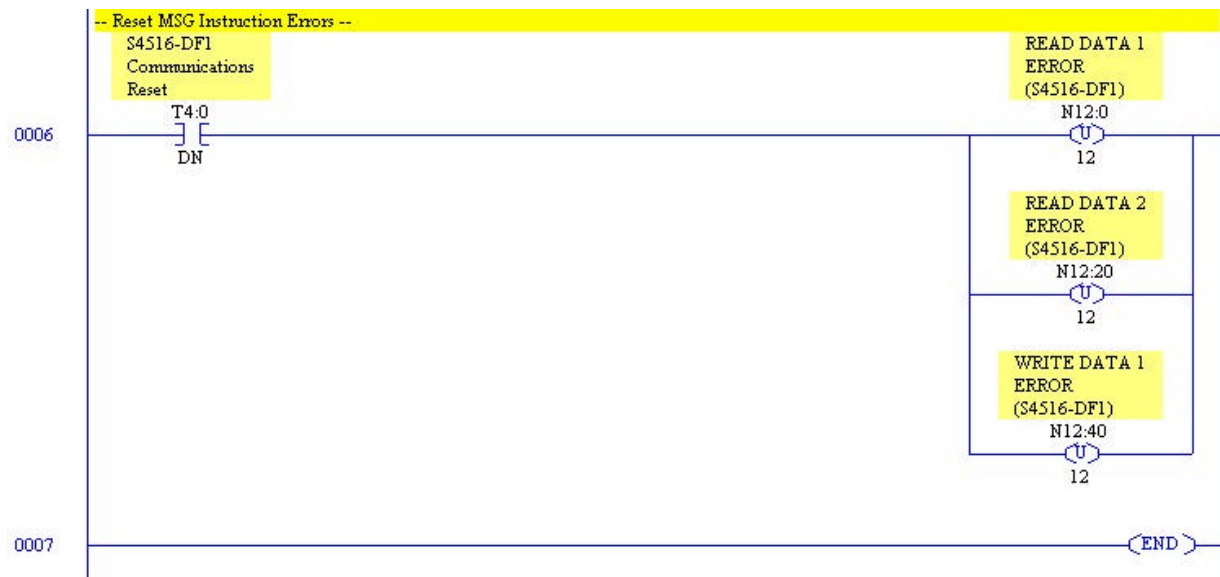 -- Reset MSG Instruction Errors --
S4516-DF1
Communications
Reset
T4:0
DN
0006
READ DATA 1
ERROR
(S4516-DF1)
N12:0
U
12
READ DATA 2
ERROR
(S4516-DF1)
N12:20
U
12
WRITE DATA 1
ERROR
(S4516-DF1)
N12:40
U
12
0007
END